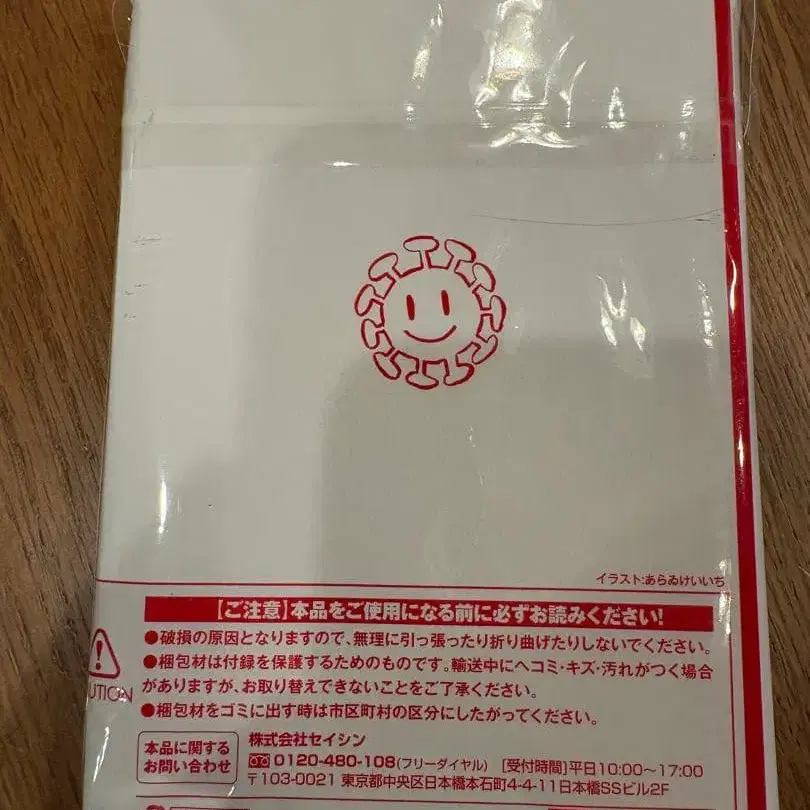 イラスト:あらゐけいいち
【ご注意】本品をご使用になる前に必ずお読みください!
●破損の原因となりますので、無理に引っ張ったり折り曲げたりしないでください。
●梱包材は付録を保護するためのものです。輸送中にヘコミ・キズ・汚れがつく場合
がありますが、お取り替えできないことをご了承ください。
●梱包材をゴミに出す時は市区町村の区分にしたがってください。
UTION
本品に関する
お問い合わせ
株式会社セイシン
0120-480-108(フリーダイヤル) [受付時間]平日10:00〜17:00
〒103-0021 東京都中央区日本橋本石町4-4-11日本橋SSビル2F